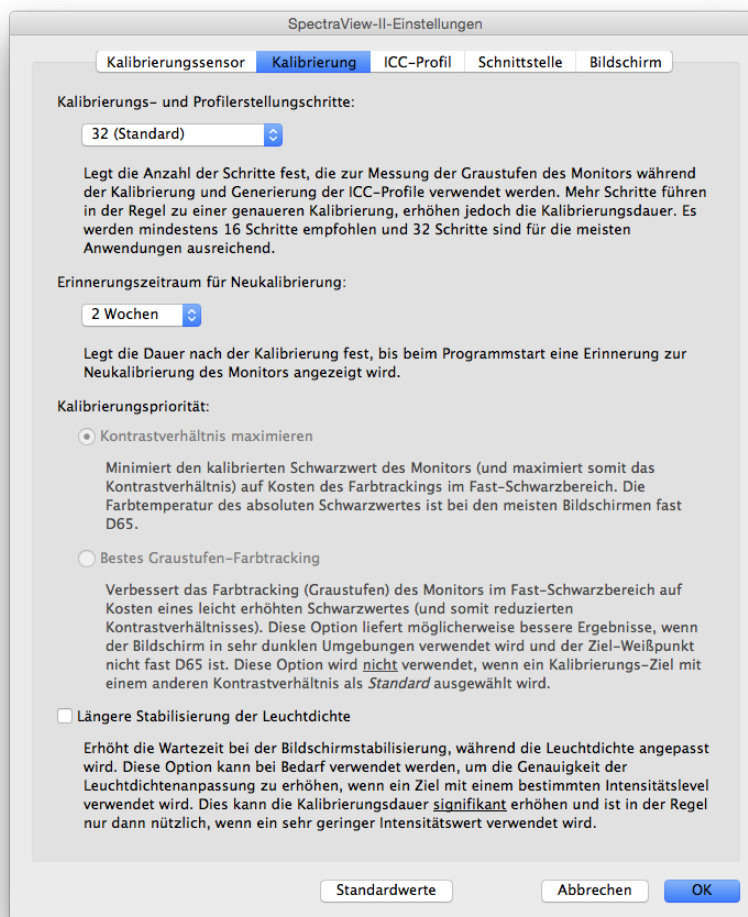 SpectraView-II-Einstellungen
Kalibrierungssensor Kalibrierung ICC-Profil Schnittstelle Bildschirm
Kalibrierungs- und Profilerstellungschritte:
32 (Standard)
Legt die Anzahl der Schritte fest, die zur Messung der Graustufen des Monitors während
der Kalibrierung und Generierung der ICC-Profile verwendet werden. Mehr Schritte führen
in der Regel zu einer genaueren Kalibrierung, erhöhen jedoch die Kalibrierungsdauer. Es
werden mindestens 16 Schritte empfohlen und 32 Schritte sind für die meisten
Anwendungen ausreichend.
Erinnerungszeitraum für Neukalibrierung:
2 Wochen
Legt die Dauer nach der Kalibrierung fest, bis beim Programmstart eine Erinnerung zur
Neukalibrierung des Monitors angezeigt wird.
Kalibrierungspriorität:
Kontrastverhältnis maximieren
Minimiert den kalibrierten Schwarzwert des Monitors (und maximiert somit das
Kontrastverhältnis) auf Kosten des Farbtrackings im Fast-Schwarzbereich. Die
Farbtemperatur des absoluten Schwarzwertes ist bei den meisten Bildschirmen fast
D65.
Bestes Graustufen-Farbtracking
Verbessert das Farbtracking (Graustufen) des Monitors im Fast-Schwarzbereich auf
Kosten eines leicht erhöhten Schwarzwertes (und somit reduzierten
Kontrastverhältnisses). Diese Option liefert möglicherweise bessere Ergebnisse, wenn
der Bildschirm in sehr dunklen Umgebungen verwendet wird und der Ziel-Weißpunkt
nicht fast D65 ist. Diese Option wird nicht verwendet, wenn ein Kalibrierungs-Ziel mit
einem anderen Kontrastverhältnis als Standard ausgewählt wird.
Längere Stabilisierung der Leuchtdichte
Erhöht die Wartezeit bei der Bildschirmstabilisierung, während die Leuchtdichte angepasst
wird. Diese Option kann bei Bedarf verwendet werden, um die Genauigkeit der
Leuchtdichtenanpassung zu erhöhen, wenn ein Ziel mit einem bestimmten Intensitätslevel
verwendet wird. Dies kann die Kalibrierungsdauer signifikant erhöhen und ist in der Regel
nur dann nützlich, wenn ein sehr geringer Intensitätswert verwendet wird.
Standardwerte Abbrechen OK